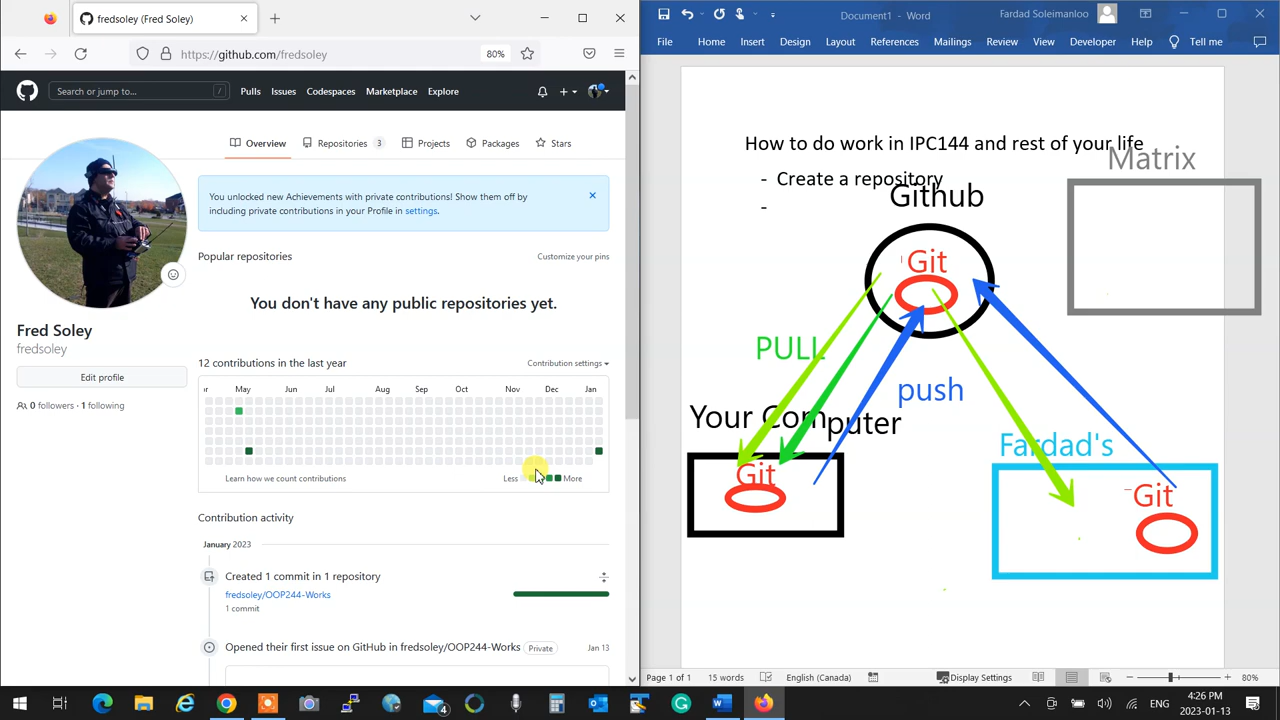 fredsoley (Fred Soley)
https://github.com/fredsoley
80%
Search or jump to...
/
Pulls
Issues
Codespaces
Marketplace
Explore
Overview
Repositories 3
Projects
Packages
Stars
You unlocked new Achievements with private contributions! Show them off by
including private contributions in your Profile in settings.
Popular repositories
Customize your pins
You don't have any public repositories yet.
Fred Soley
fredsoley
Edit profile
0 followers · 1 following
12 contributions in the last year
Contribution settings
May Jun Jul Aug Sep Oct Nov Dec Jan
Learn how we count contributions
Less
More
Contribution activity
January 2023
Created 1 commit in 1 repository
fredsoley/OOP244-Works
1 commit
Opened their first issue on GitHub in fredsoley/OOP244-Works
Private
Jan 13
Document1 - Word
Fardad Soleimanloo
File Home Insert Design Layout References Mailings Review View Developer Help Tell me
How to do work in IPC144 and rest of your life
- Create a repository
-
Matrix
Github
Git
PULL
push
Your Computer
Git
Fardad's
Git
Page 1 of 1
15 words
English (Canada)
Display Settings
80%
4
ENG
4:26 PM
2023-01-13